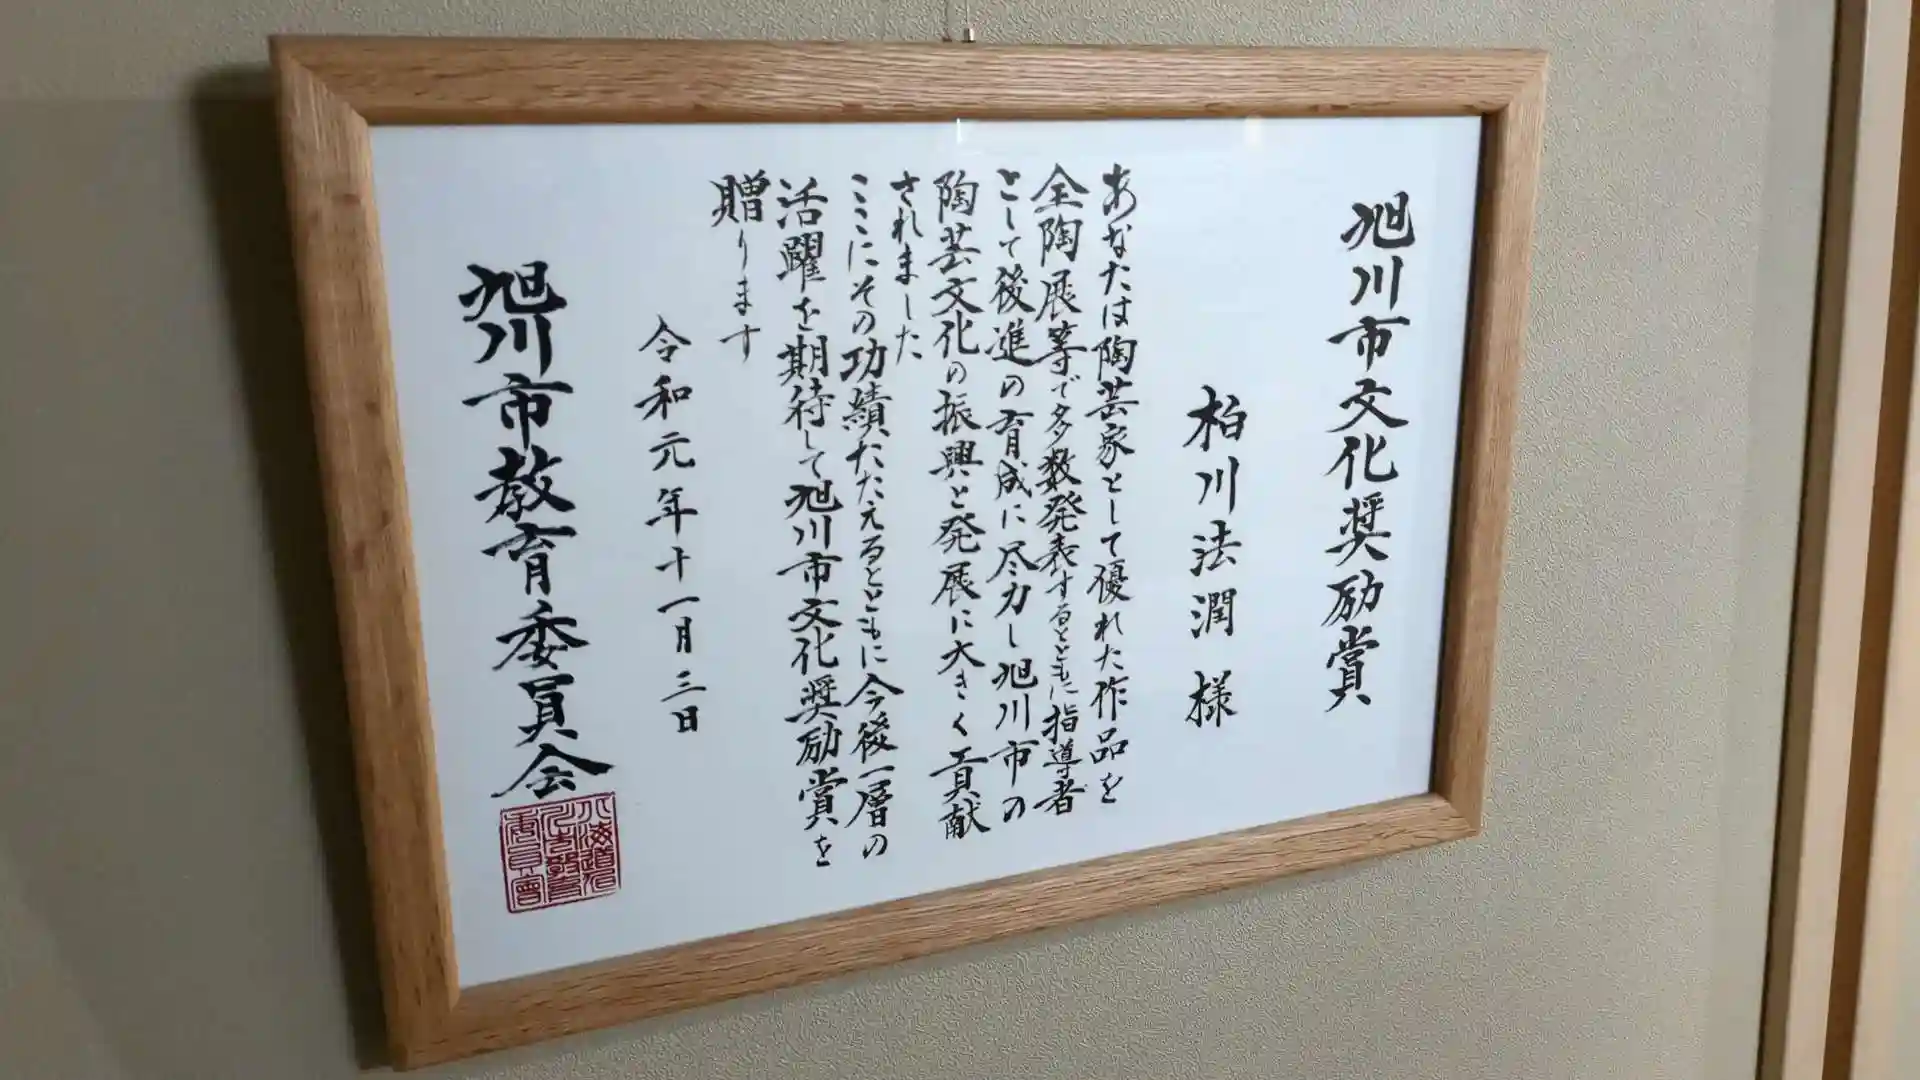 旭川市文化奨励賞
柏川法潤様
あなたは陶芸家として優れた作品を
全陶展等で多数発表するとともに指導者
として後進の育成に尽力し旭川市の
陶芸文化の振興と発展に大きく貢献
されました
ここにその功績をたたえるとともに今後一層の
活躍を期待して旭川市文化奨励賞を
贈ります
令和元年十一月三日
旭川市教育委員会